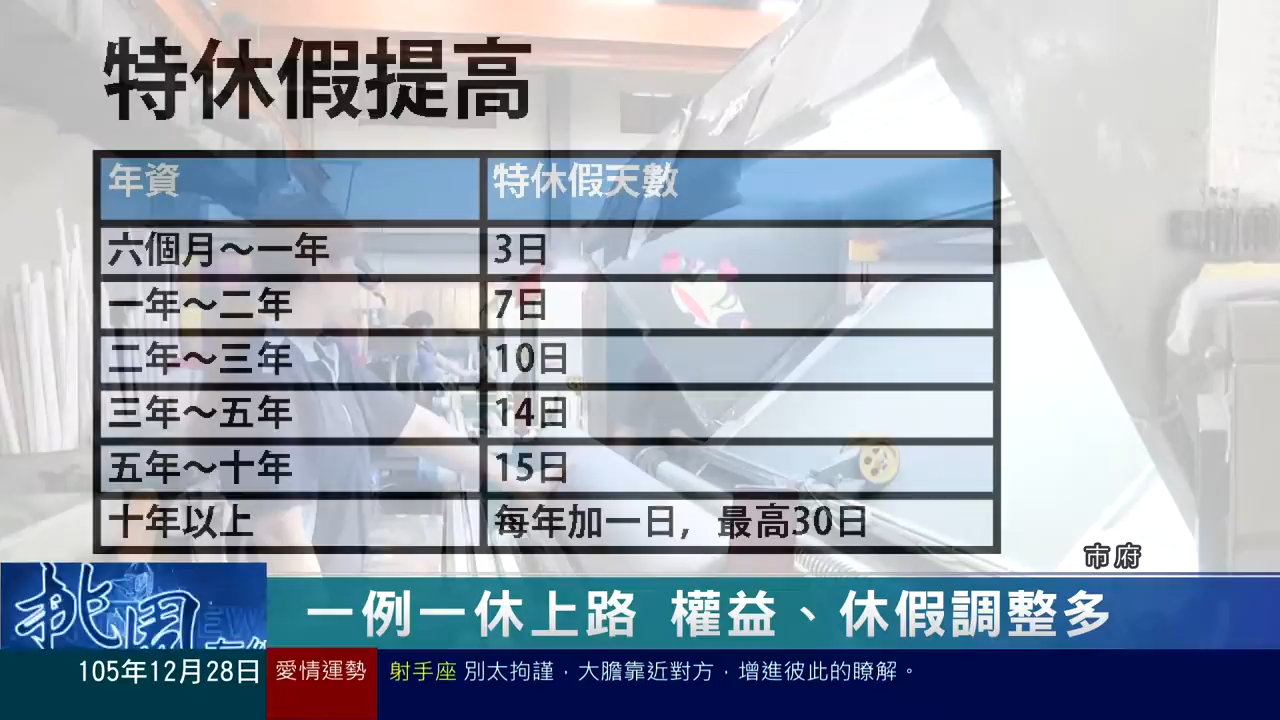 特休假提高
年資 特休假天數
六個月～一年 3日
一年～二年 7日
二年～三年 10日
三年～五年 14日
五年～十年 15日
十年以上 每年加一日，最高30日
市府
桃園
一例一休上路 權益、休假調整多
105年12月28日 愛情運勢 射手座 別太拘謹，大膽靠近對方，增進彼此的瞭解。